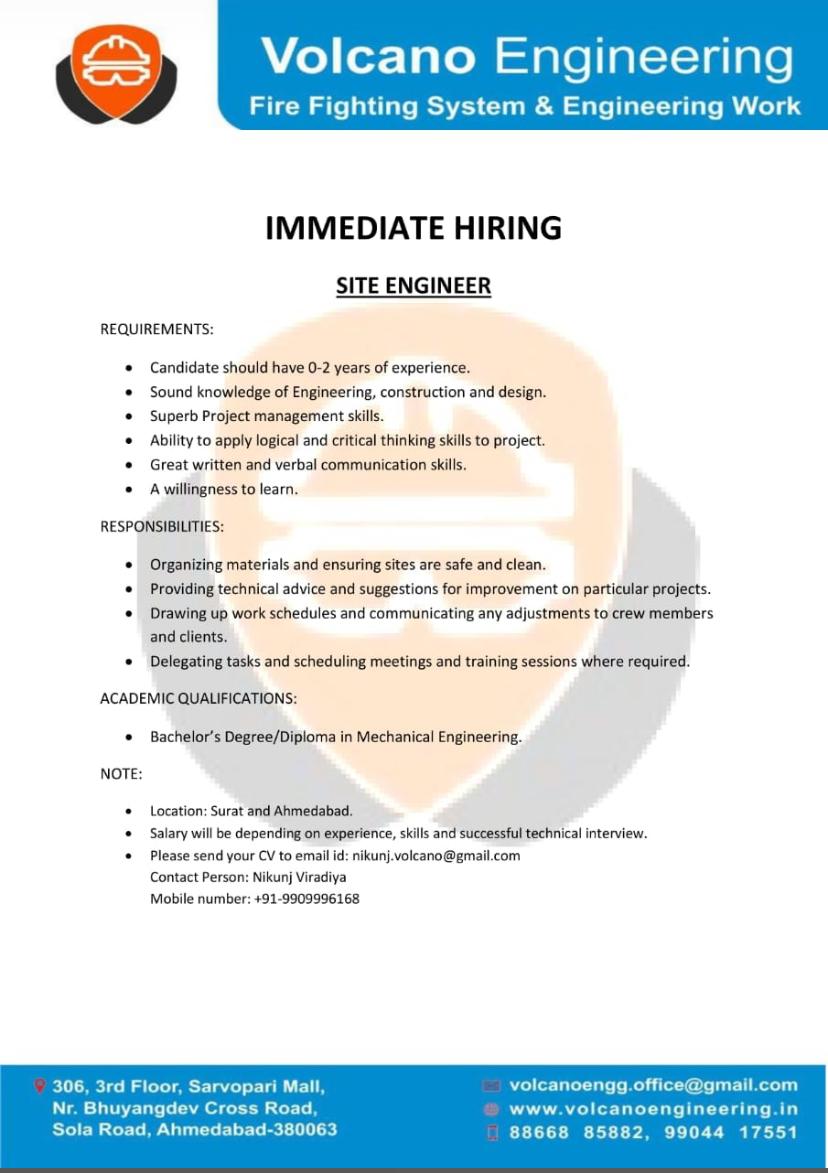 Volcano Engineering
Fire Fighting System & Engineering Work
IMMEDIATE HIRING
SITE ENGINEER
REQUIREMENTS:
• Candidate should have 0-2 years of experience.
• Sound knowledge of Engineering, construction and design.
• Superb Project management skills.
• Ability to apply logical and critical thinking skills to project.
• Great written and verbal communication skills.
• A willingness to learn.
RESPONSIBILITIES:
• Organizing materials and ensuring sites are safe and clean.
• Providing technical advice and suggestions for improvement on particular projects.
• Drawing up work schedules and communicating any adjustments to crew members
and clients.
• Delegating tasks and scheduling meetings and training sessions where required.
ACADEMIC QUALIFICATIONS:
• Bachelor’s Degree/Diploma in Mechanical Engineering.
NOTE:
• Location: Surat and Ahmedabad.
• Salary will be depending on experience, skills and successful technical interview.
• Please send your CV to email id: nikunj.volcano@gmail.com
Contact Person: Nikunj Viradiya
Mobile number: +91-9909996168
306, 3rd Floor, Sarvopari Mall,
Nr. Bhuyangdev Cross Road,
Sola Road, Ahmedabad-380063
volcanoengg.office@gmail.com
www.volcanoengineering.in
88668 85882, 99044 17551